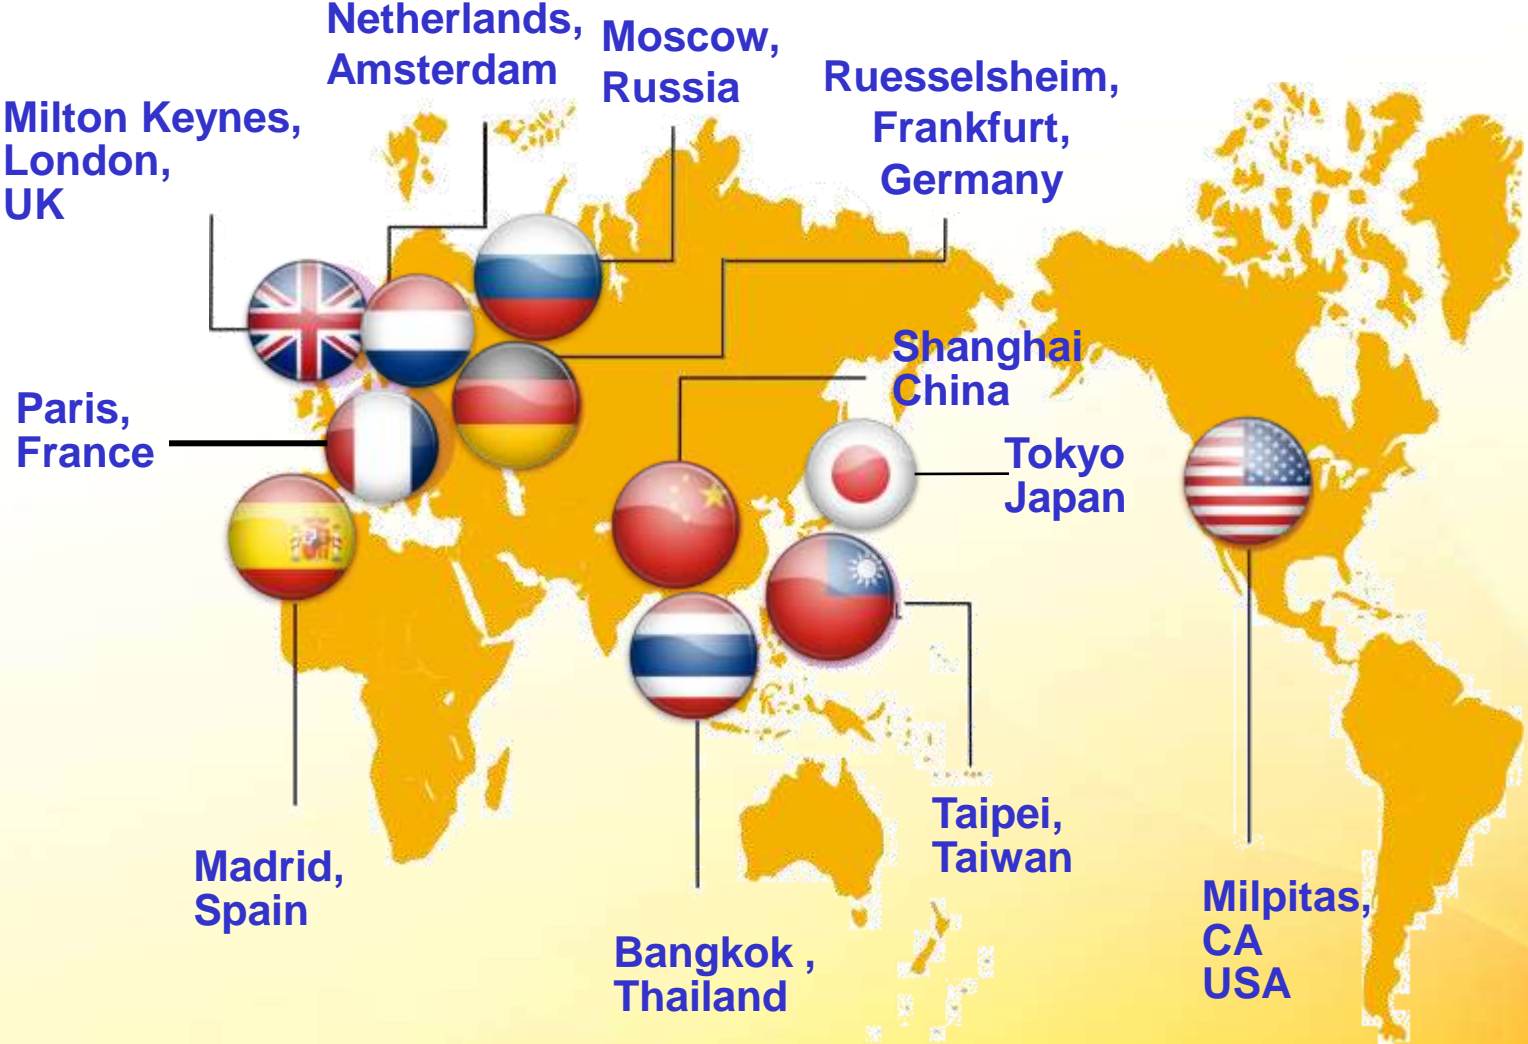 Netherlands,
Amsterdam
Moscow,
Russia
Ruesselsheim,
Frankfurt,
Germany
Milton Keynes,
London,
UK
Shanghai
China
Paris,
France
Tokyo
Japan
Taipei,
Taiwan
Madrid,
Spain
Milpitas,
CA
USA
Bangkok ,
Thailand